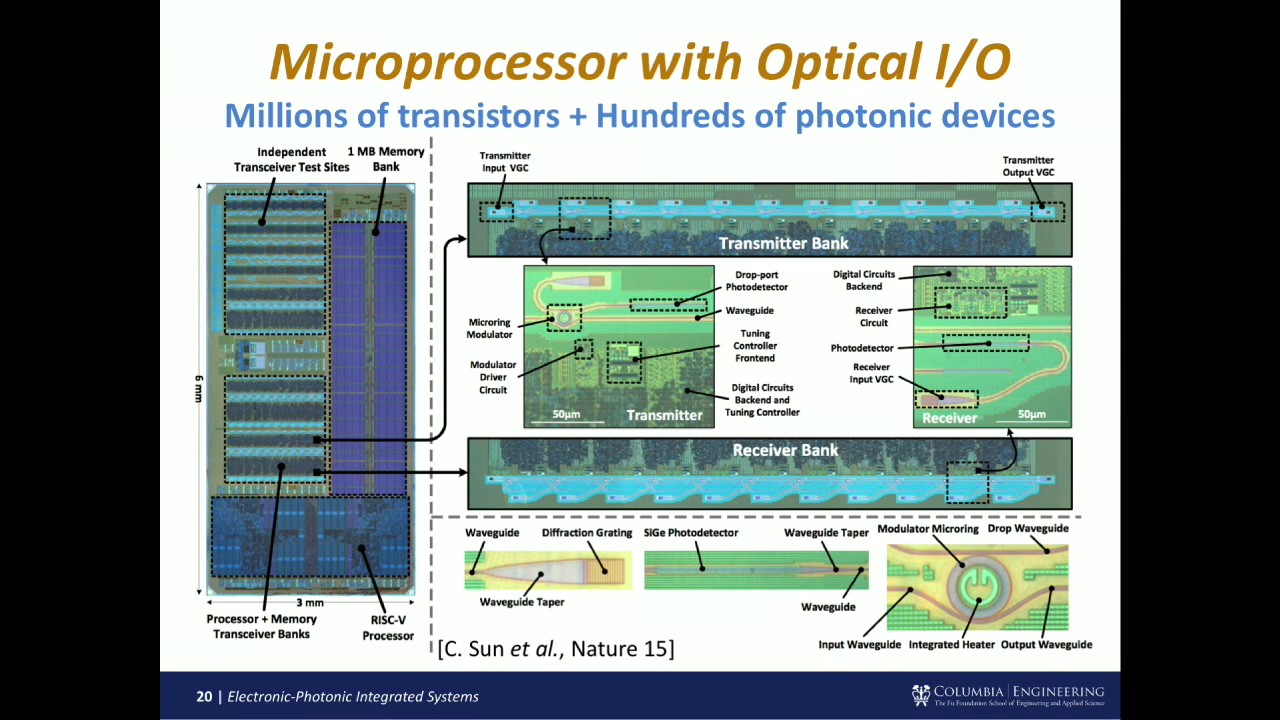 Microprocessor with Optical I/O
Millions of transistors + Hundreds of photonic devices
Independent
Transceiver Test Sites
1 MB Memory
Bank
6 mm
3 mm
Processor + Memory
Transceiver Banks
RISC-V
Processor
Transmitter
Input VGC
Transmitter
Output VGC
Transmitter Bank
Microring
Modulator
Modulator
Driver
Circuit
Drop-port
Photodetector
Waveguide
Tuning
Controller
Frontend
Digital Circuits
Backend and
Tuning Controller
50µm
Transmitter
Digital Circuits
Backend
Receiver
Circuit
Photodetector
Receiver
Input VGC
Receiver
50µm
Receiver Bank
Waveguide
Diffraction Grating
Waveguide Taper
SiGe Photodetector
Waveguide Taper
Waveguide
Modulator Microring
Drop Waveguide
Input Waveguide
Integrated Heater
Output Waveguide
[C. Sun et al., Nature 15]
20 | Electronic-Photonic Integrated Systems
COLUMBIA | ENGINEERING
The Fu Foundation School of Engineering and Applied Science